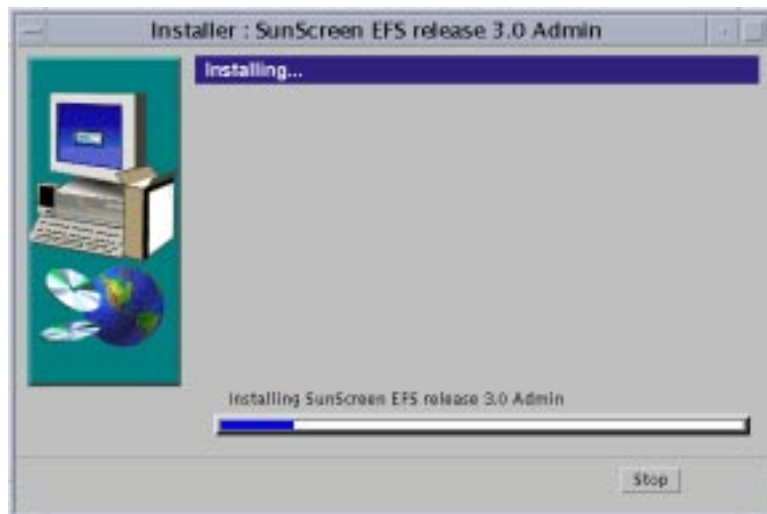 Installer : SunScreen EFS release 3.0 Admin
Installing...
Installing SunScreen EFS release 3.0 Admin
Stop